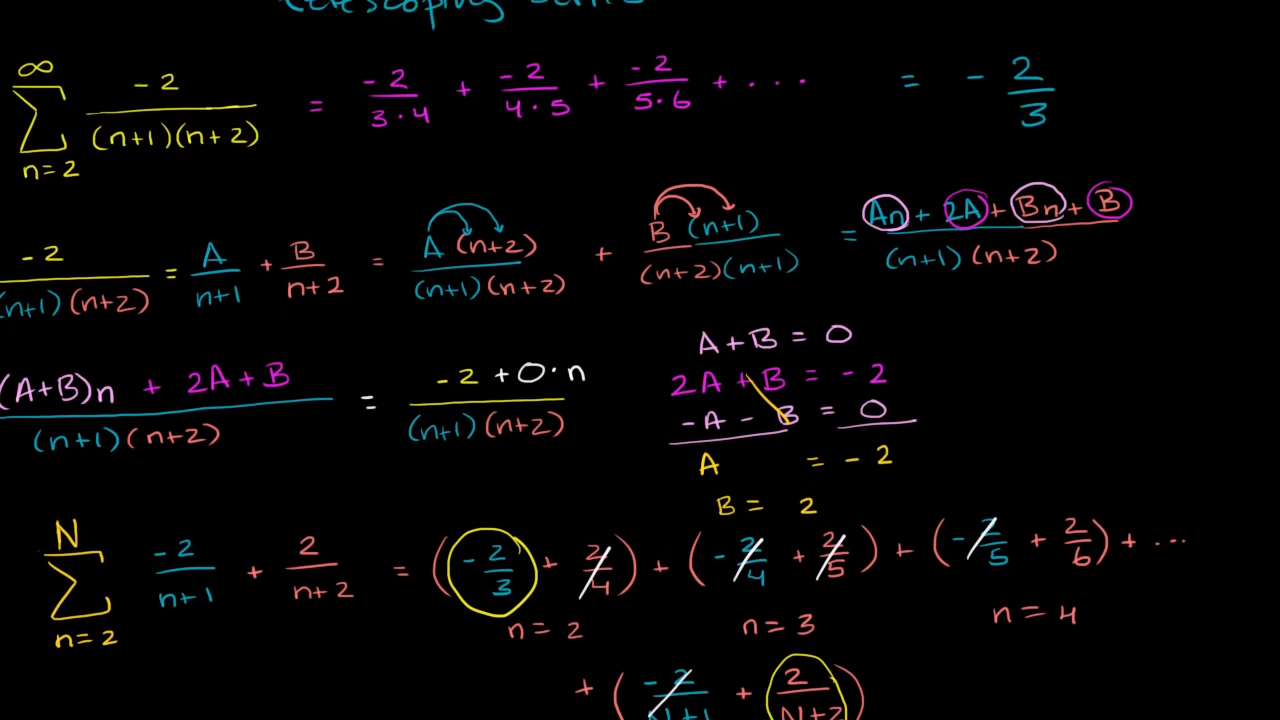 telescoping
∞ ∑ n=2 -2/((n+1)(n+2)) = -2/(3·4) + -2/(4·5) + -2/(5·6) + ··· = -2/3
-2/((n+1)(n+2)) = A/(n+1) + B/(n+2) = A(n+2)/((n+1)(n+2)) + B(n+1)/((n+2)(n+1)) = (An + 2A + Bn + B)/((n+1)(n+2))
((A+B)n + 2A+B)/((n+1)(n+2)) = (-2 + 0·n)/((n+1)(n+2))
A + B = 0
2A + B = -2
-A - B = 0
A = -2
B = 2
N ∑ n=2 -2/(n+1) + 2/(n+2) = (-2/3 + 2/4) + (-2/4 + 2/5) + (-2/5 + 2/6) + ...
n = 2 n = 3 n = 4
+ (-2/(N+1) + 2/(N+2))